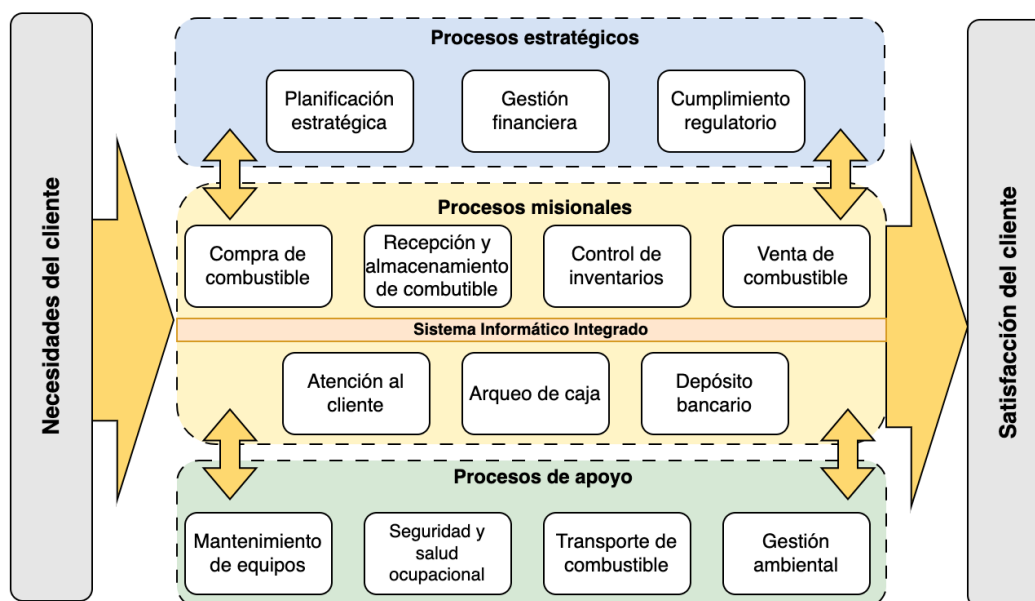 Necesidades del cliente
Procesos estratégicos
Planificación
estratégica
Gestión
financiera
Cumplimiento
regulatorio
Procesos misionales
Compra de
combustible
Recepción y
almacenamiento
de combutible
Control de
inventarios
Venta de
combustible
Sistema Informático Integrado
Atención al
cliente
Arqueo de caja
Depósito
bancario
Procesos de apoyo
Mantenimiento
de equipos
Seguridad y
salud
ocupacional
Transporte de
combustible
Gestión
ambiental
Satisfacción del cliente